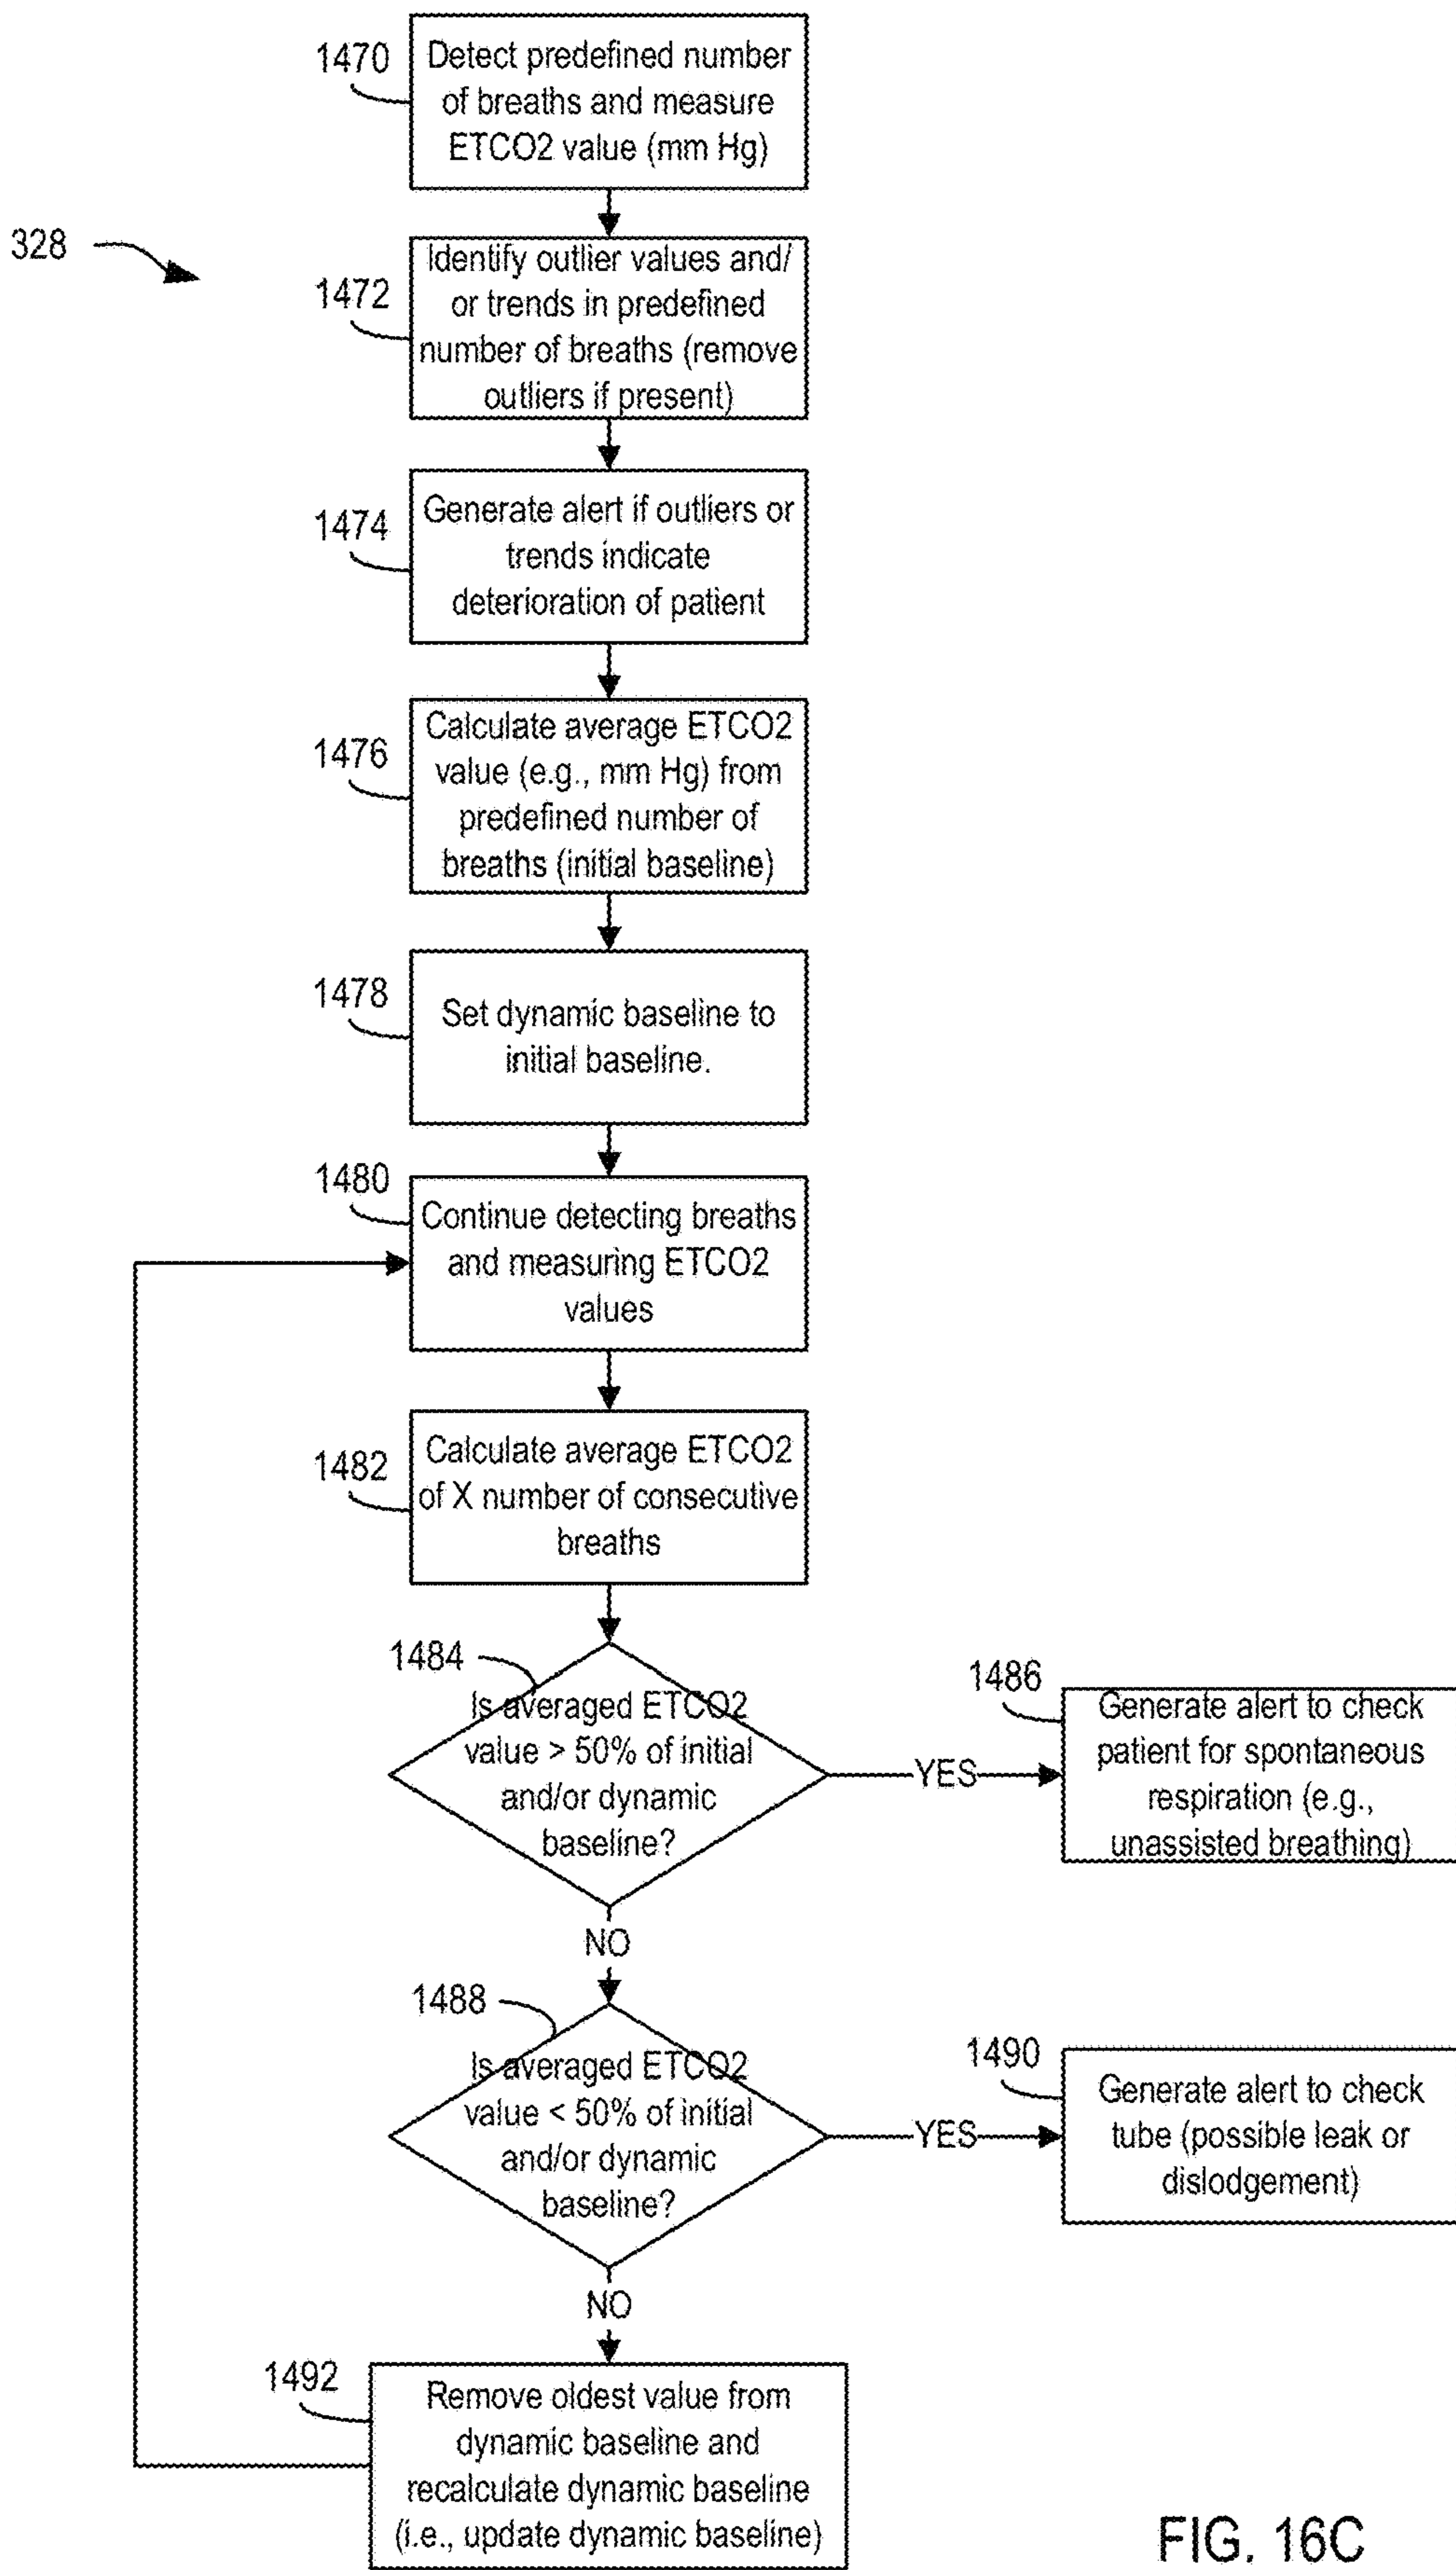 1470
Detect predefined number
of breaths and measure
ETCO2 value (mm Hg)
328
1472
Identify outlier values and/
or trends in predefined
number of breaths (remove
outliers if present)
1474
Generate alert if outliers or
trends indicate
deterioration of patient
1476
Calculate average ETCO2
value (e.g., mm Hg) from
predefined number of
breaths (initial baseline)
1478
Set dynamic baseline to
initial baseline.
1480
Continue detecting breaths
and measuring ETCO2
values
1482
Calculate average ETCO2
of X number of consecutive
breaths
1484
Is averaged ETCO2
value > 50% of initial
and/or dynamic
baseline?
YES
1486
Generate alert to check
patient for spontaneous
respiration (e.g.,
unassisted breathing)
NO
1488
Is averaged ETCO2
value < 50% of initial
and/or dynamic
baseline?
YES
1490
Generate alert to check
tube (possible leak or
dislodgement)
NO
1492
Remove oldest value from
dynamic baseline and
recalculate dynamic baseline
(i.e., update dynamic baseline)
FIG. 16C